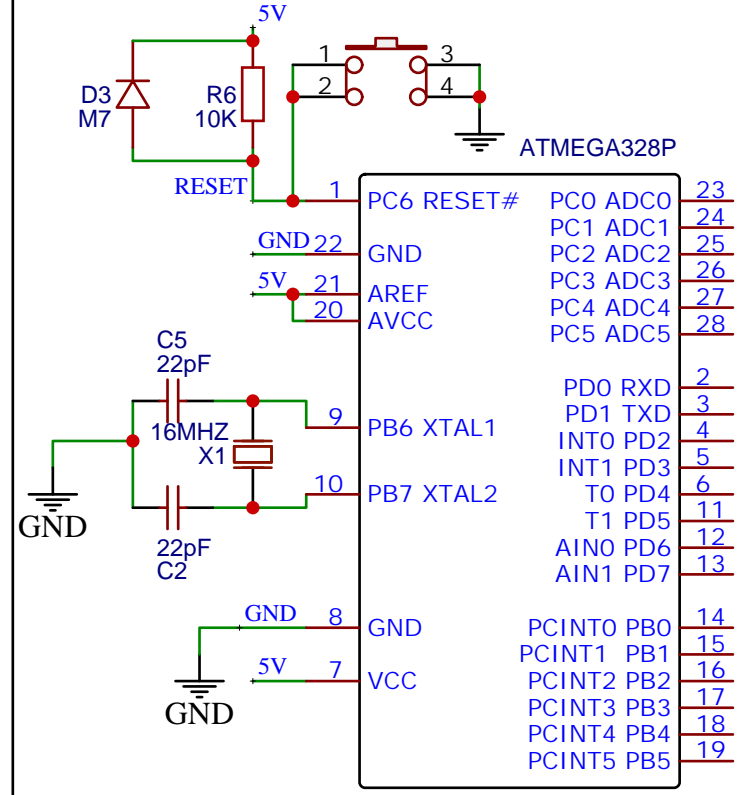 5V
1 3
2 4
D3
M7
R6
10K
ATMEGA328P
RESET
1 PC6 RESET#
GND 22 GND
5V 21 AREF
20 AVCC
C5
22pF
16MHZ
X1
9 PB6 XTAL1
10 PB7 XTAL2
GND
22pF
C2
GND 8 GND
5V 7 VCC
GND
PC0 ADC0 23
PC1 ADC1 24
PC2 ADC2 25
PC3 ADC3 26
PC4 ADC4 27
PC5 ADC5 28
PD0 RXD 2
PD1 TXD 3
INT0 PD2 4
INT1 PD3 5
T0 PD4 6
T1 PD5 11
AIN0 PD6 12
AIN1 PD7 13
PCINT0 PB0 14
PCINT1 PB1 15
PCINT2 PB2 16
PCINT3 PB3 17
PCINT4 PB4 18
PCINT5 PB5 19